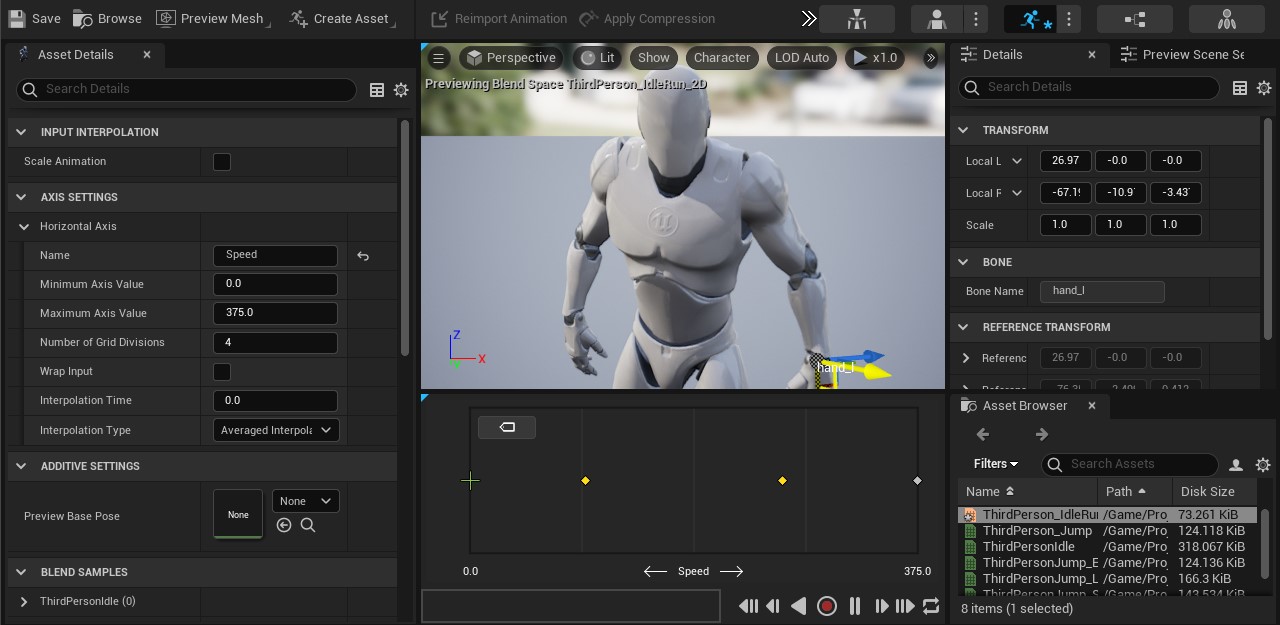 Save Browse Preview Mesh Create Asset Reimport Animation Apply Compression
Asset Details
Search Details
INPUT INTERPOLATION
Scale Animation
AXIS SETTINGS
Horizontal Axis
Name Speed
Minimum Axis Value 0.0
Maximum Axis Value 375.0
Number of Grid Divisions 4
Wrap Input
Interpolation Time 0.0
Interpolation Type Averaged Interpola
ADDITIVE SETTINGS
Preview Base Pose None None
BLEND SAMPLES
ThirdPersonIdle (0)
Perspective Lit Show Character LOD Auto x1.0
Previewing Blend Space ThirdPerson_IdleRun_2D
Z
X
hand_l
0.0 Speed 375.0
Details Preview Scene Se
Search Details
TRANSFORM
Local L 26.97 -0.0 -0.0
Local F -67.1 -10.9 -3.43
Scale 1.0 1.0 1.0
BONE
Bone Name hand_l
REFERENCE TRANSFORM
Referenc 26.97 -0.0 -0.0
Asset Browser
Filters Search Assets
Name Path Disk Size
ThirdPerson_IdleRu /Game/Pro 73.261 KiB
ThirdPerson_Jump /Game/Pro 124.118 KiB
ThirdPersonIdle /Game/Pro 318.067 KiB
ThirdPersonJump_E /Game/Pro 124.136 KiB
ThirdPersonJump_L /Game/Pro 166.3 KiB
ThirdPersonJump_S /Game/Pro 143.534 KiB
8 items (1 selected)